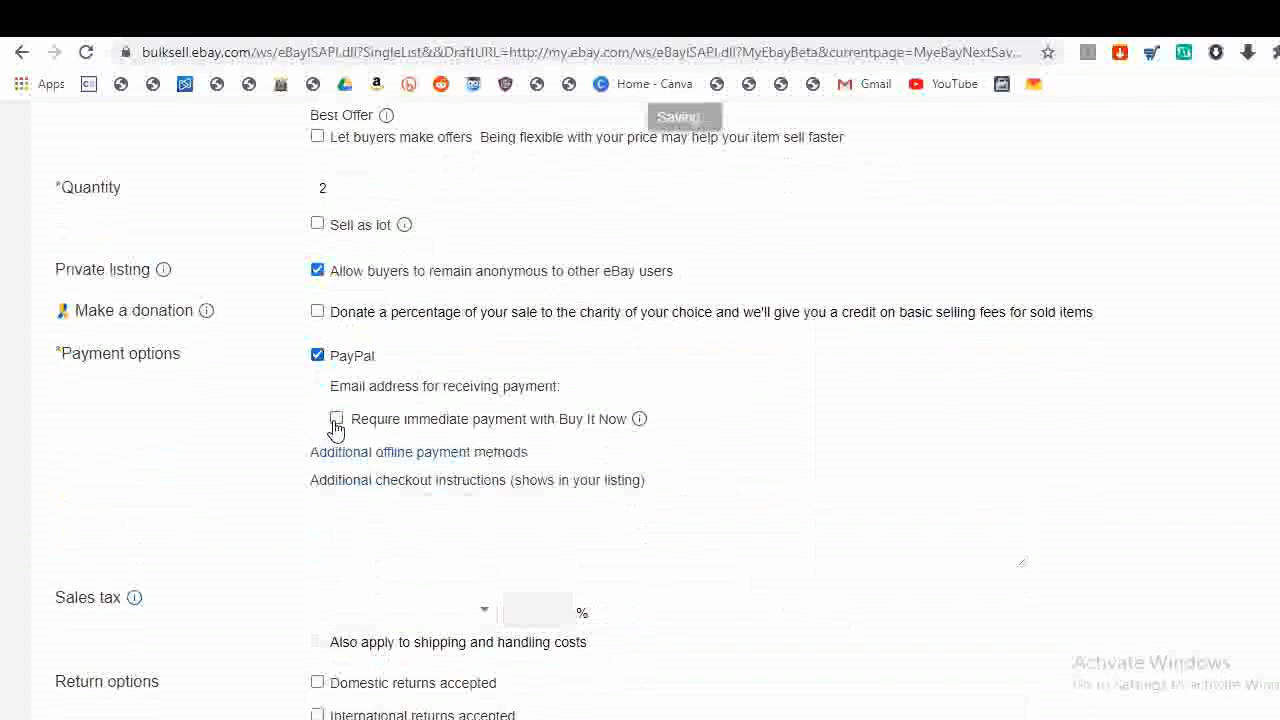 bulksell.ebay.com/ws/eBayISAPI.dll?SingleList&&DraftURL=http://my.ebay.com/ws/eBayISAPI.dll?MyEbayBeta&currentpage=MyeBayNextSav...
Apps Home - Canva Gmail YouTube
Saving...
Best Offer
Let buyers make offers Being flexible with your price may help your item sell faster
*Quantity 2
Sell as lot
Private listing Allow buyers to remain anonymous to other eBay users
Make a donation Donate a percentage of your sale to the charity of your choice and we'll give you a credit on basic selling fees for sold items
*Payment options PayPal
Email address for receiving payment:
Require immediate payment with Buy It Now
Additional offline payment methods
Additional checkout instructions (shows in your listing)
Sales tax %
Also apply to shipping and handling costs
Activate Windows
Go to Settings to activate Wind
Return options Domestic returns accepted
International returns accepted